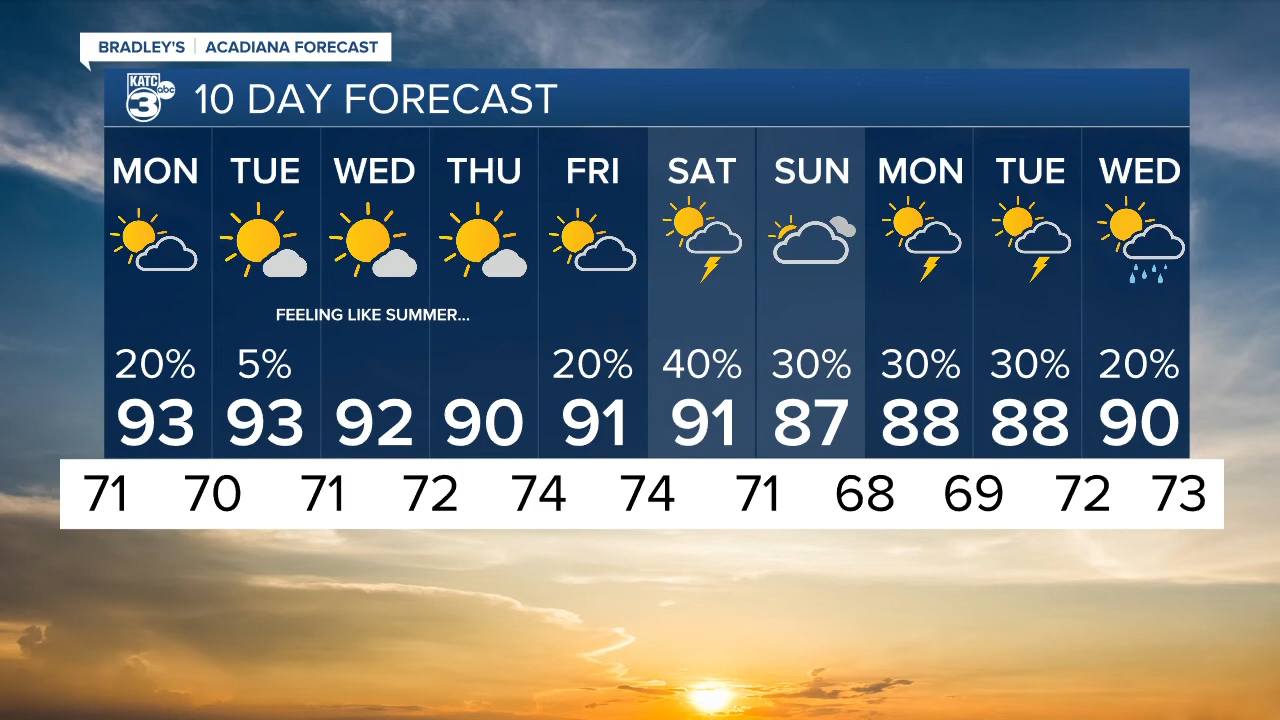 BRADLEY'S | ACADIANA FORECAST
KATC 3 abc
10 DAY FORECAST
MON TUE WED THU FRI SAT SUN MON TUE WED
FEELING LIKE SUMMER...
20% 5% 20% 40% 30% 30% 30% 20%
93 93 92 90 91 91 87 88 88 90
71 70 71 72 74 74 71 68 69 72 73